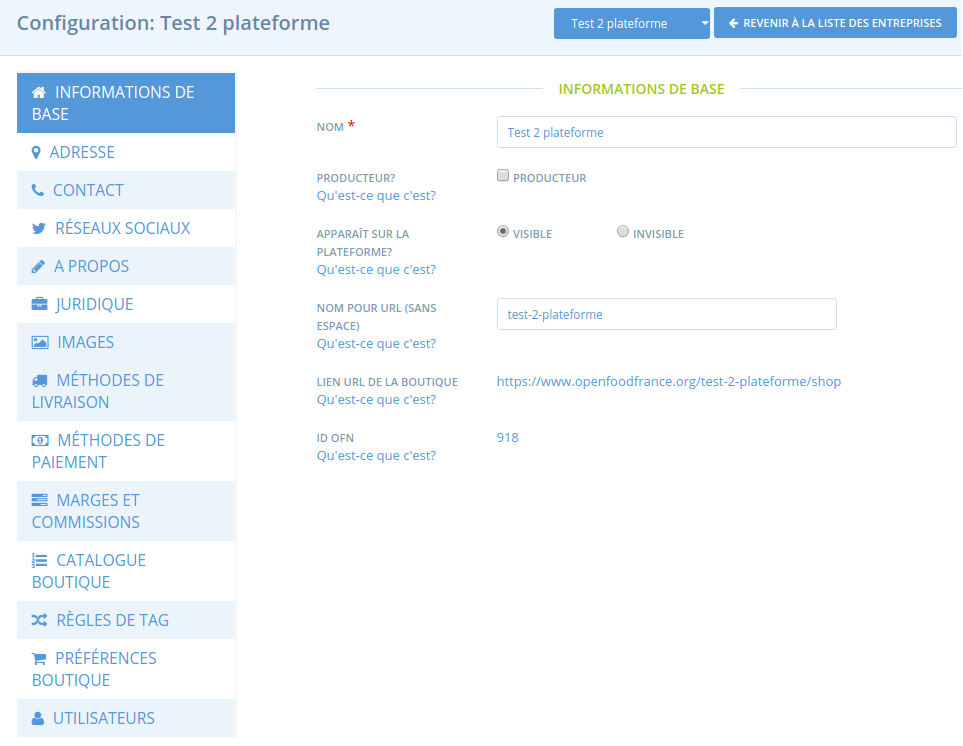 Configuration: Test 2 plateforme
Test 2 plateforme
REVENIR À LA LISTE DES ENTREPRISES
INFORMATIONS DE
BASE
ADRESSE
CONTACT
RÉSEAUX SOCIAUX
A PROPOS
JURIDIQUE
IMAGES
MÉTHODES DE
LIVRAISON
MÉTHODES DE
PAIEMENT
MARGES ET
COMMISSIONS
CATALOGUE
BOUTIQUE
RÈGLES DE TAG
PRÉFÉRENCES
BOUTIQUE
UTILISATEURS
INFORMATIONS DE BASE
NOM *
Test 2 plateforme
PRODUCTEUR?
Qu'est-ce que c'est?
PRODUCTEUR
APPARAÎT SUR LA
PLATEFORME?
Qu'est-ce que c'est?
VISIBLE
INVISIBLE
NOM POUR URL (SANS
ESPACE)
Qu'est-ce que c'est?
test-2-plateforme
LIEN URL DE LA BOUTIQUE
Qu'est-ce que c'est?
https://www.openfoodfrance.org/test-2-plateforme/shop
ID OFN
Qu'est-ce que c'est?
918